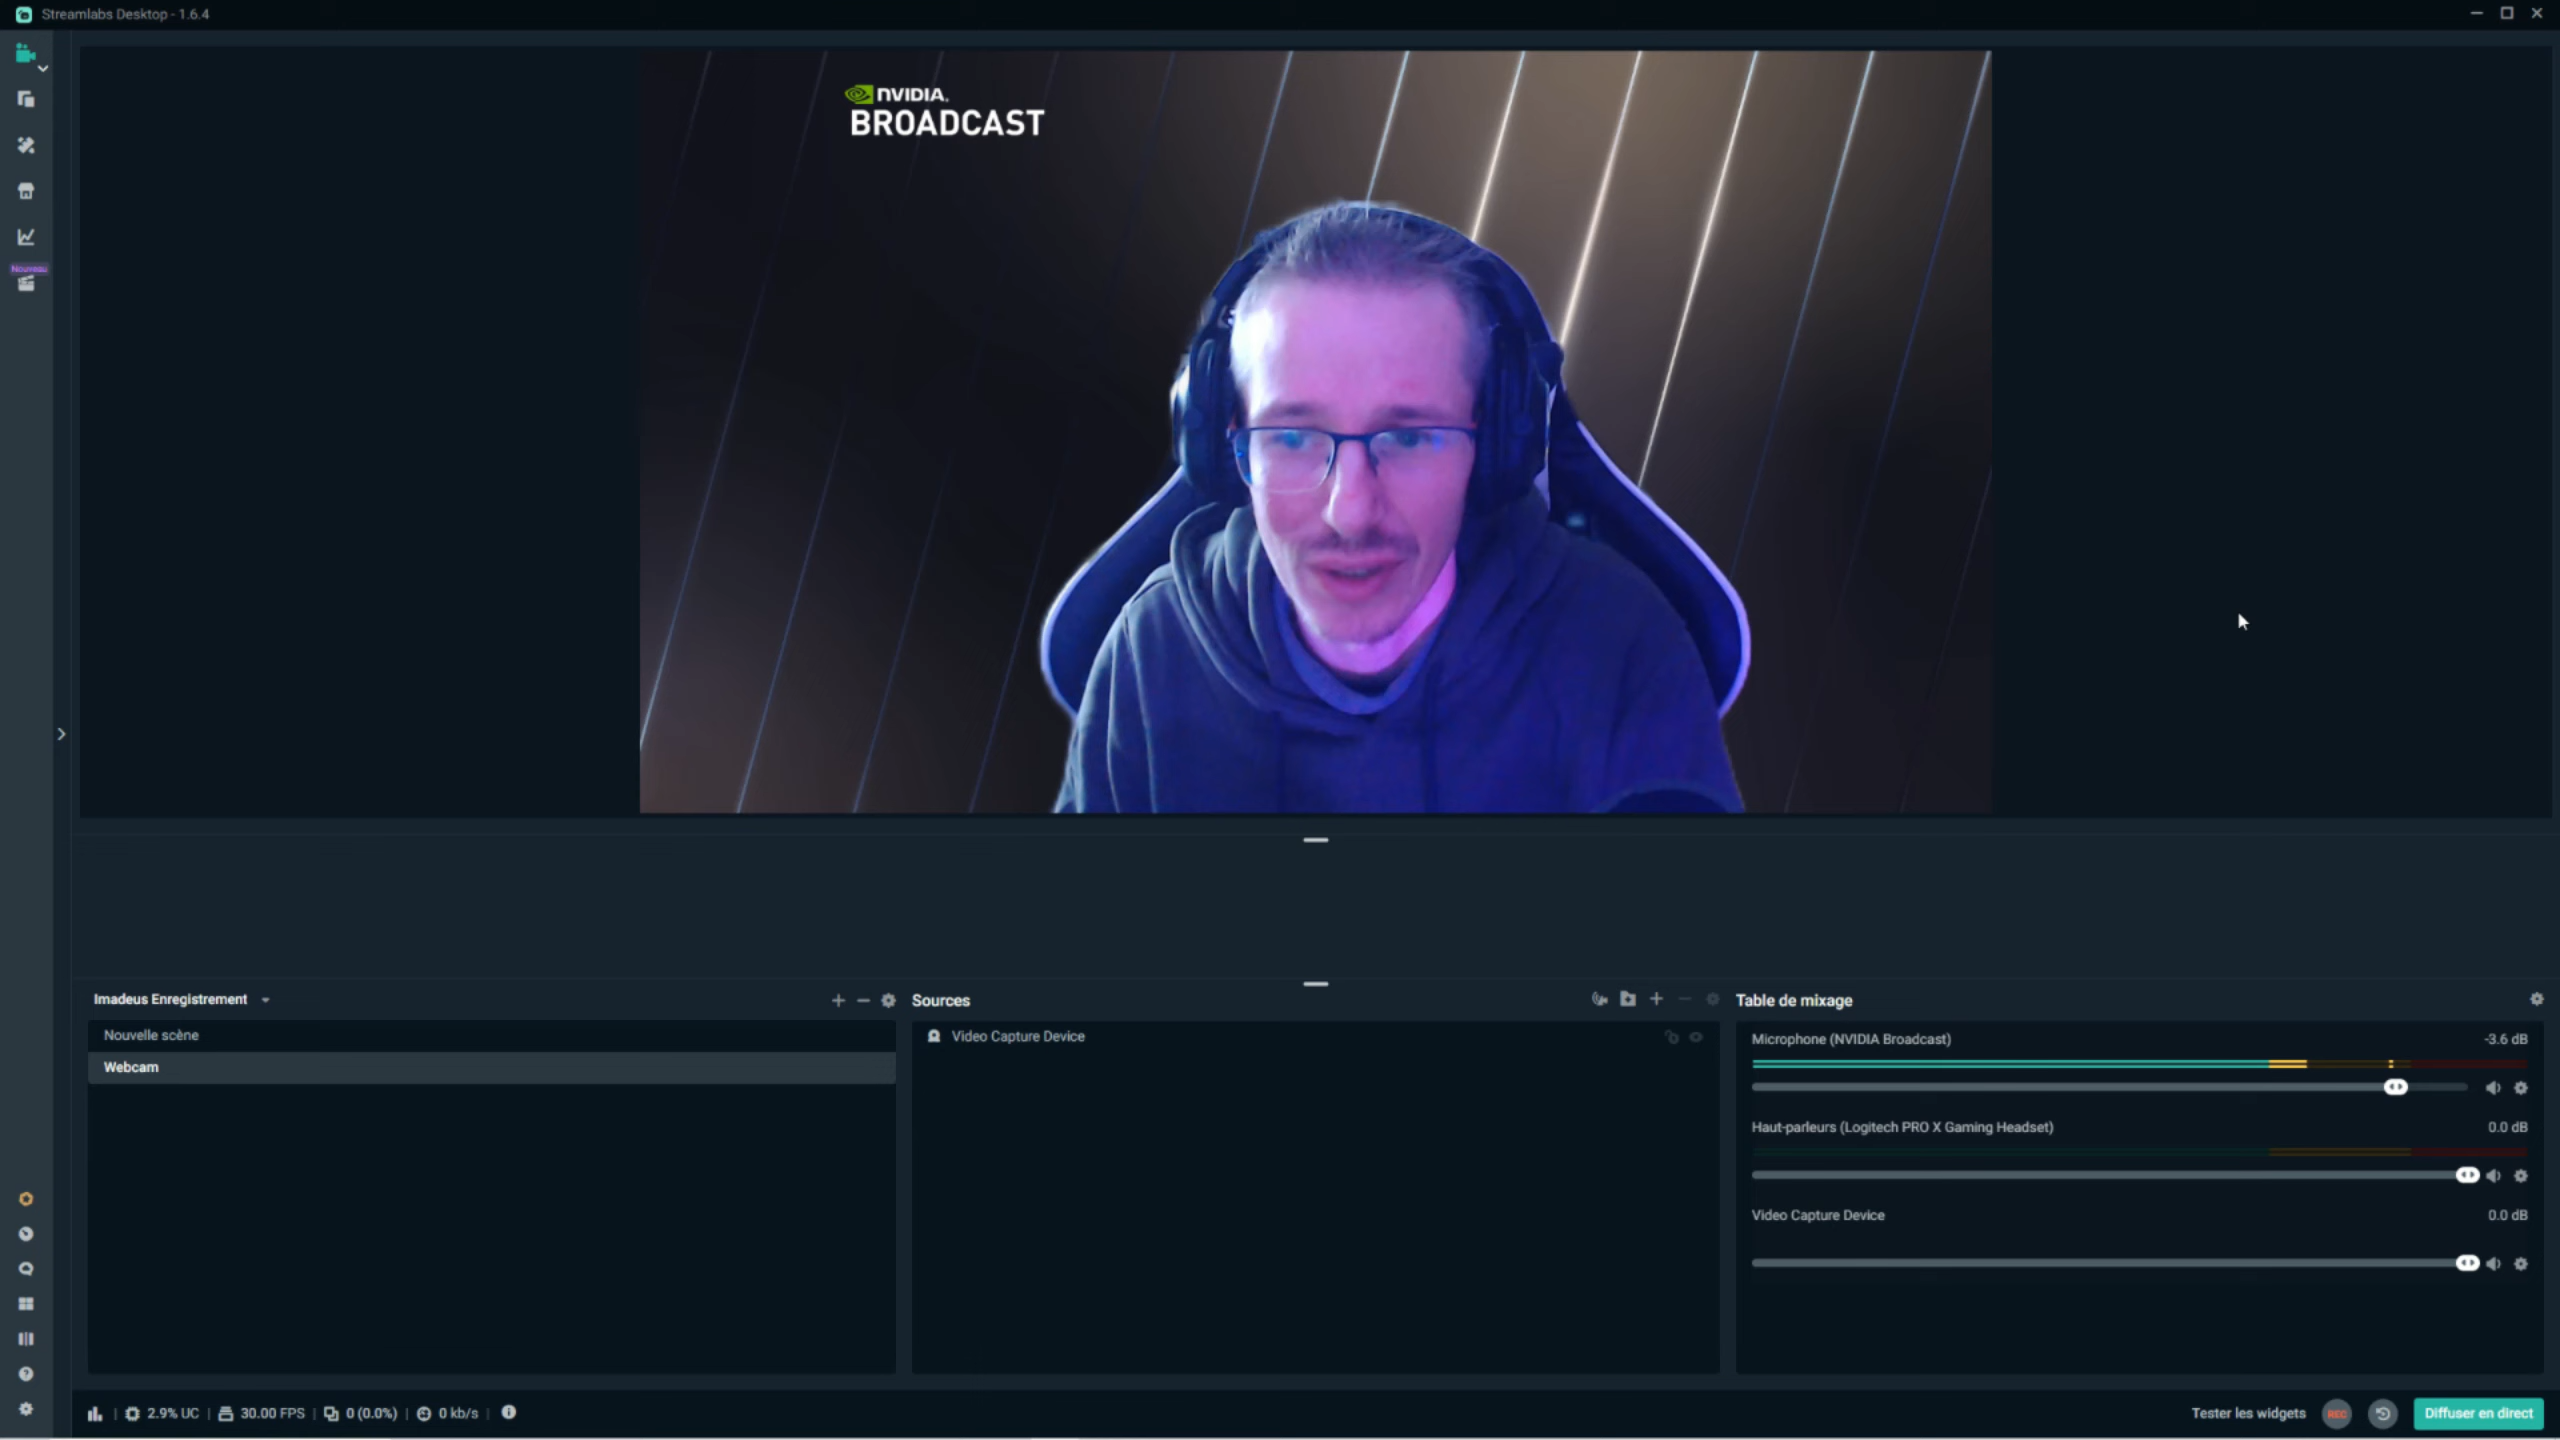 Streamlabs Desktop - 1.6.4
NVIDIA.
BROADCAST
Nouveau
Imadeus Enregistrement
Nouvelle scène
Webcam
Sources
Video Capture Device
Table de mixage
Microphone (NVIDIA Broadcast) -3.6 dB
Haut-parleurs (Logitech PRO X Gaming Headset) 0.0 dB
Video Capture Device 0.0 dB
2.9% UC
30.00 FPS
0 (0.0%)
0 kb/s
Tester les widgets
REC
Diffuser en direct